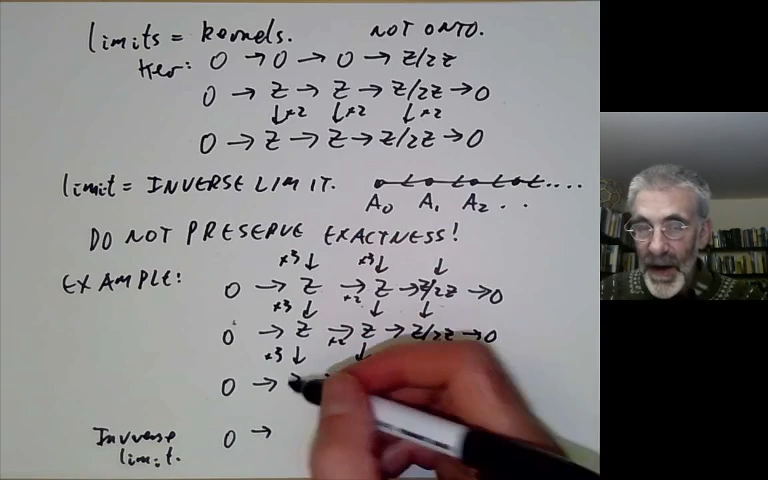 limits = kernels. NOT ONTO.
Ker: 0 → 0 → 0 → Z/2Z
0 → Z → Z → Z/2Z → 0
↓×2 ↓×2 ↓×2
0 → Z → Z → Z/2Z → 0
limit = INVERSE LIMIT. ....
A₀ A₁ A₂ . .
DO NOT PRESERVE EXACTNESS!
×3↓ ×3↓ ↓
EXAMPLE: 0 → Z →×2 Z → Z/2Z → 0
×3↓ ↓ ↓
0 → Z →×2 Z → Z/2Z → 0
×3↓ ↓
0 →
Inverse limit. 0 →